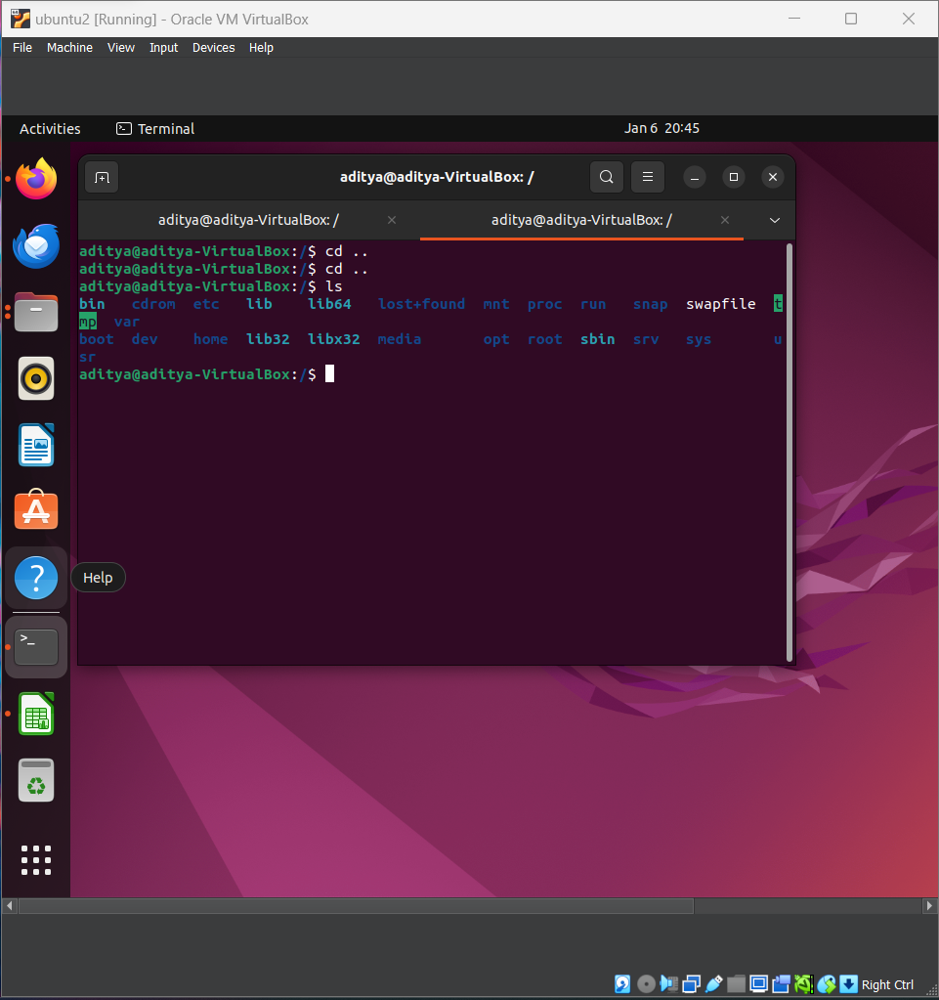 ubuntu2 [Running] - Oracle VM VirtualBox
File Machine View Input Devices Help
Activities Terminal Jan 6 20:45
aditya@aditya-VirtualBox: /
aditya@aditya-VirtualBox: / aditya@aditya-VirtualBox: /
aditya@aditya-VirtualBox:/$ cd ..
aditya@aditya-VirtualBox:/$ cd ..
aditya@aditya-VirtualBox:/$ ls
bin cdrom etc lib lib64 lost+found mnt proc run snap swapfile t
mp var
boot dev home lib32 libx32 media opt root sbin srv sys u
sr
aditya@aditya-VirtualBox:/$
Help
Right Ctrl